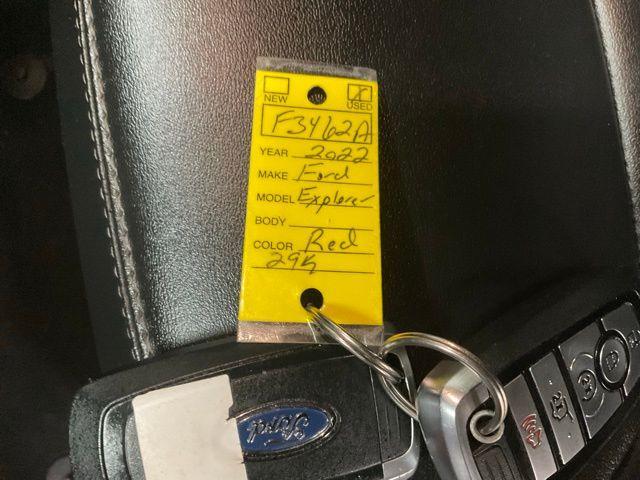 NEW USED
F3462A
YEAR 2022
MAKE Ford
MODEL Explorer
BODY
COLOR Red
29K
Ford